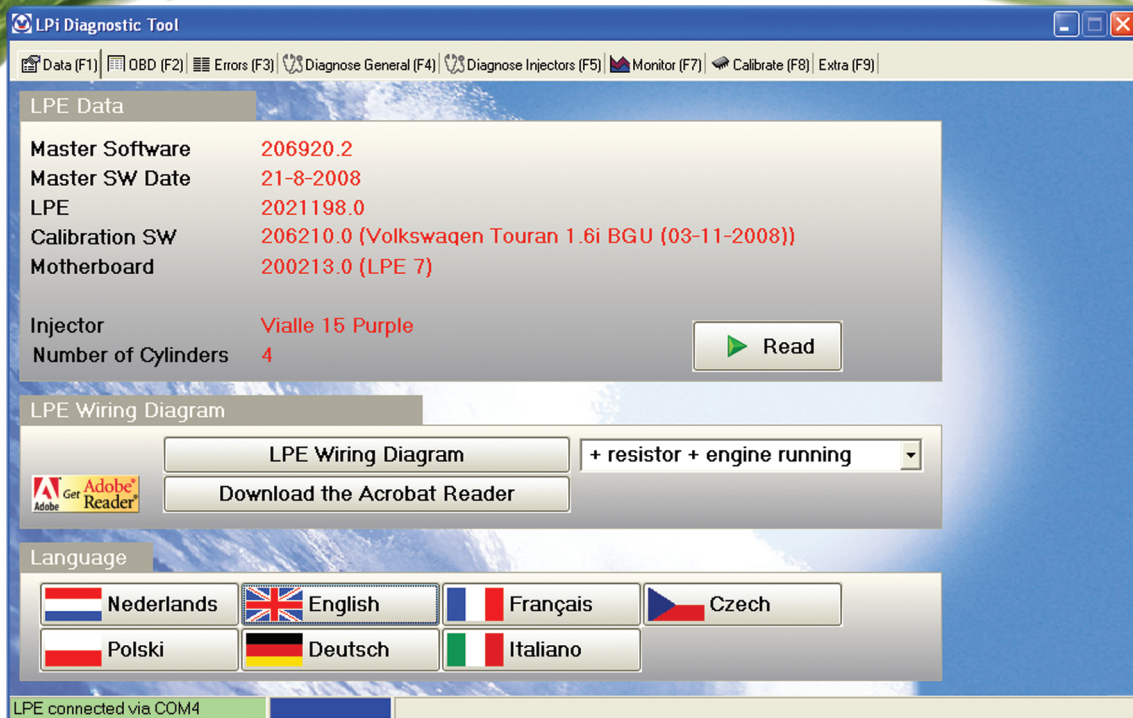 LPi Diagnostic Tool
Data (F1) OBD (F2) Errors (F3) Diagnose General (F4) Diagnose Injectors (F5) Monitor (F7) Calibrate (F8) Extra (F9)
LPE Data
Master Software 206920.2
Master SW Date 21-8-2008
LPE 2021198.0
Calibration SW 206210.0 (Volkswagen Touran 1.6i BGU (03-11-2008))
Motherboard 200213.0 (LPE 7)
Injector Vialle 15 Purple
Number of Cylinders 4
Read
LPE Wiring Diagram
LPE Wiring Diagram + resistor + engine running
Adobe Get Adobe® Reader®
Download the Acrobat Reader
Language
Nederlands English Français Czech
Polski Deutsch Italiano
LPE connected via COM4